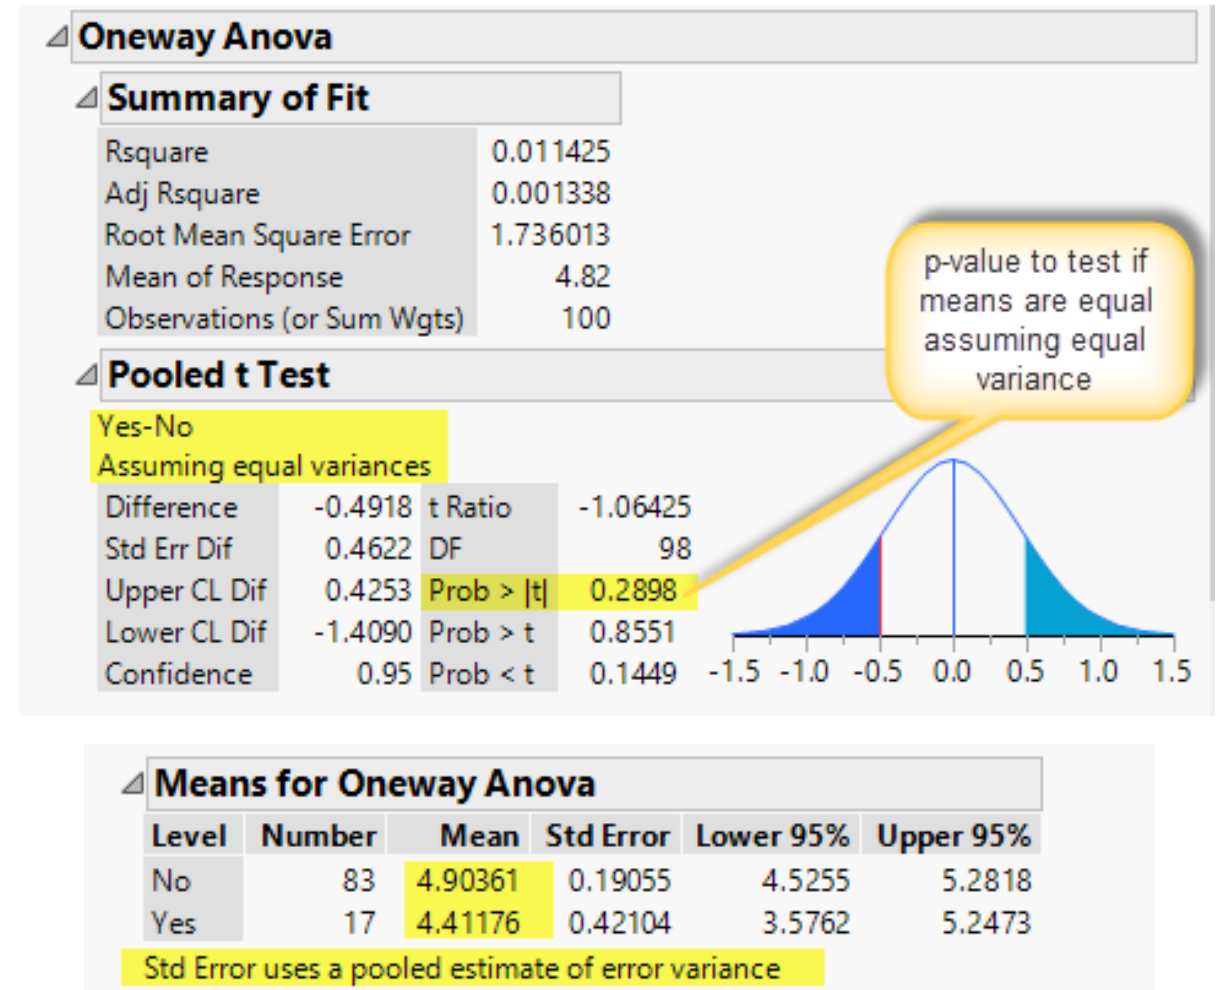 Oneway Anova
Summary of Fit
Rsquare 0.011425
Adj Rsquare 0.001338
Root Mean Square Error 1.736013
Mean of Response 4.82
Observations (or Sum Wgts) 100
p-value to test if
means are equal
assuming equal
variance
Pooled t Test
Yes-No
Assuming equal variances
Difference -0.4918 t Ratio -1.06425
Std Err Dif 0.4622 DF 98
Upper CL Dif 0.4253 Prob > |t| 0.2898
Lower CL Dif -1.4090 Prob > t 0.8551
Confidence 0.95 Prob < t 0.1449
-1.5 -1.0 -0.5 0.0 0.5 1.0 1.5
Means for Oneway Anova
Level Number Mean Std Error Lower 95% Upper 95%
No 83 4.90361 0.19055 4.5255 5.2818
Yes 17 4.41176 0.42104 3.5762 5.2473
Std Error uses a pooled estimate of error variance